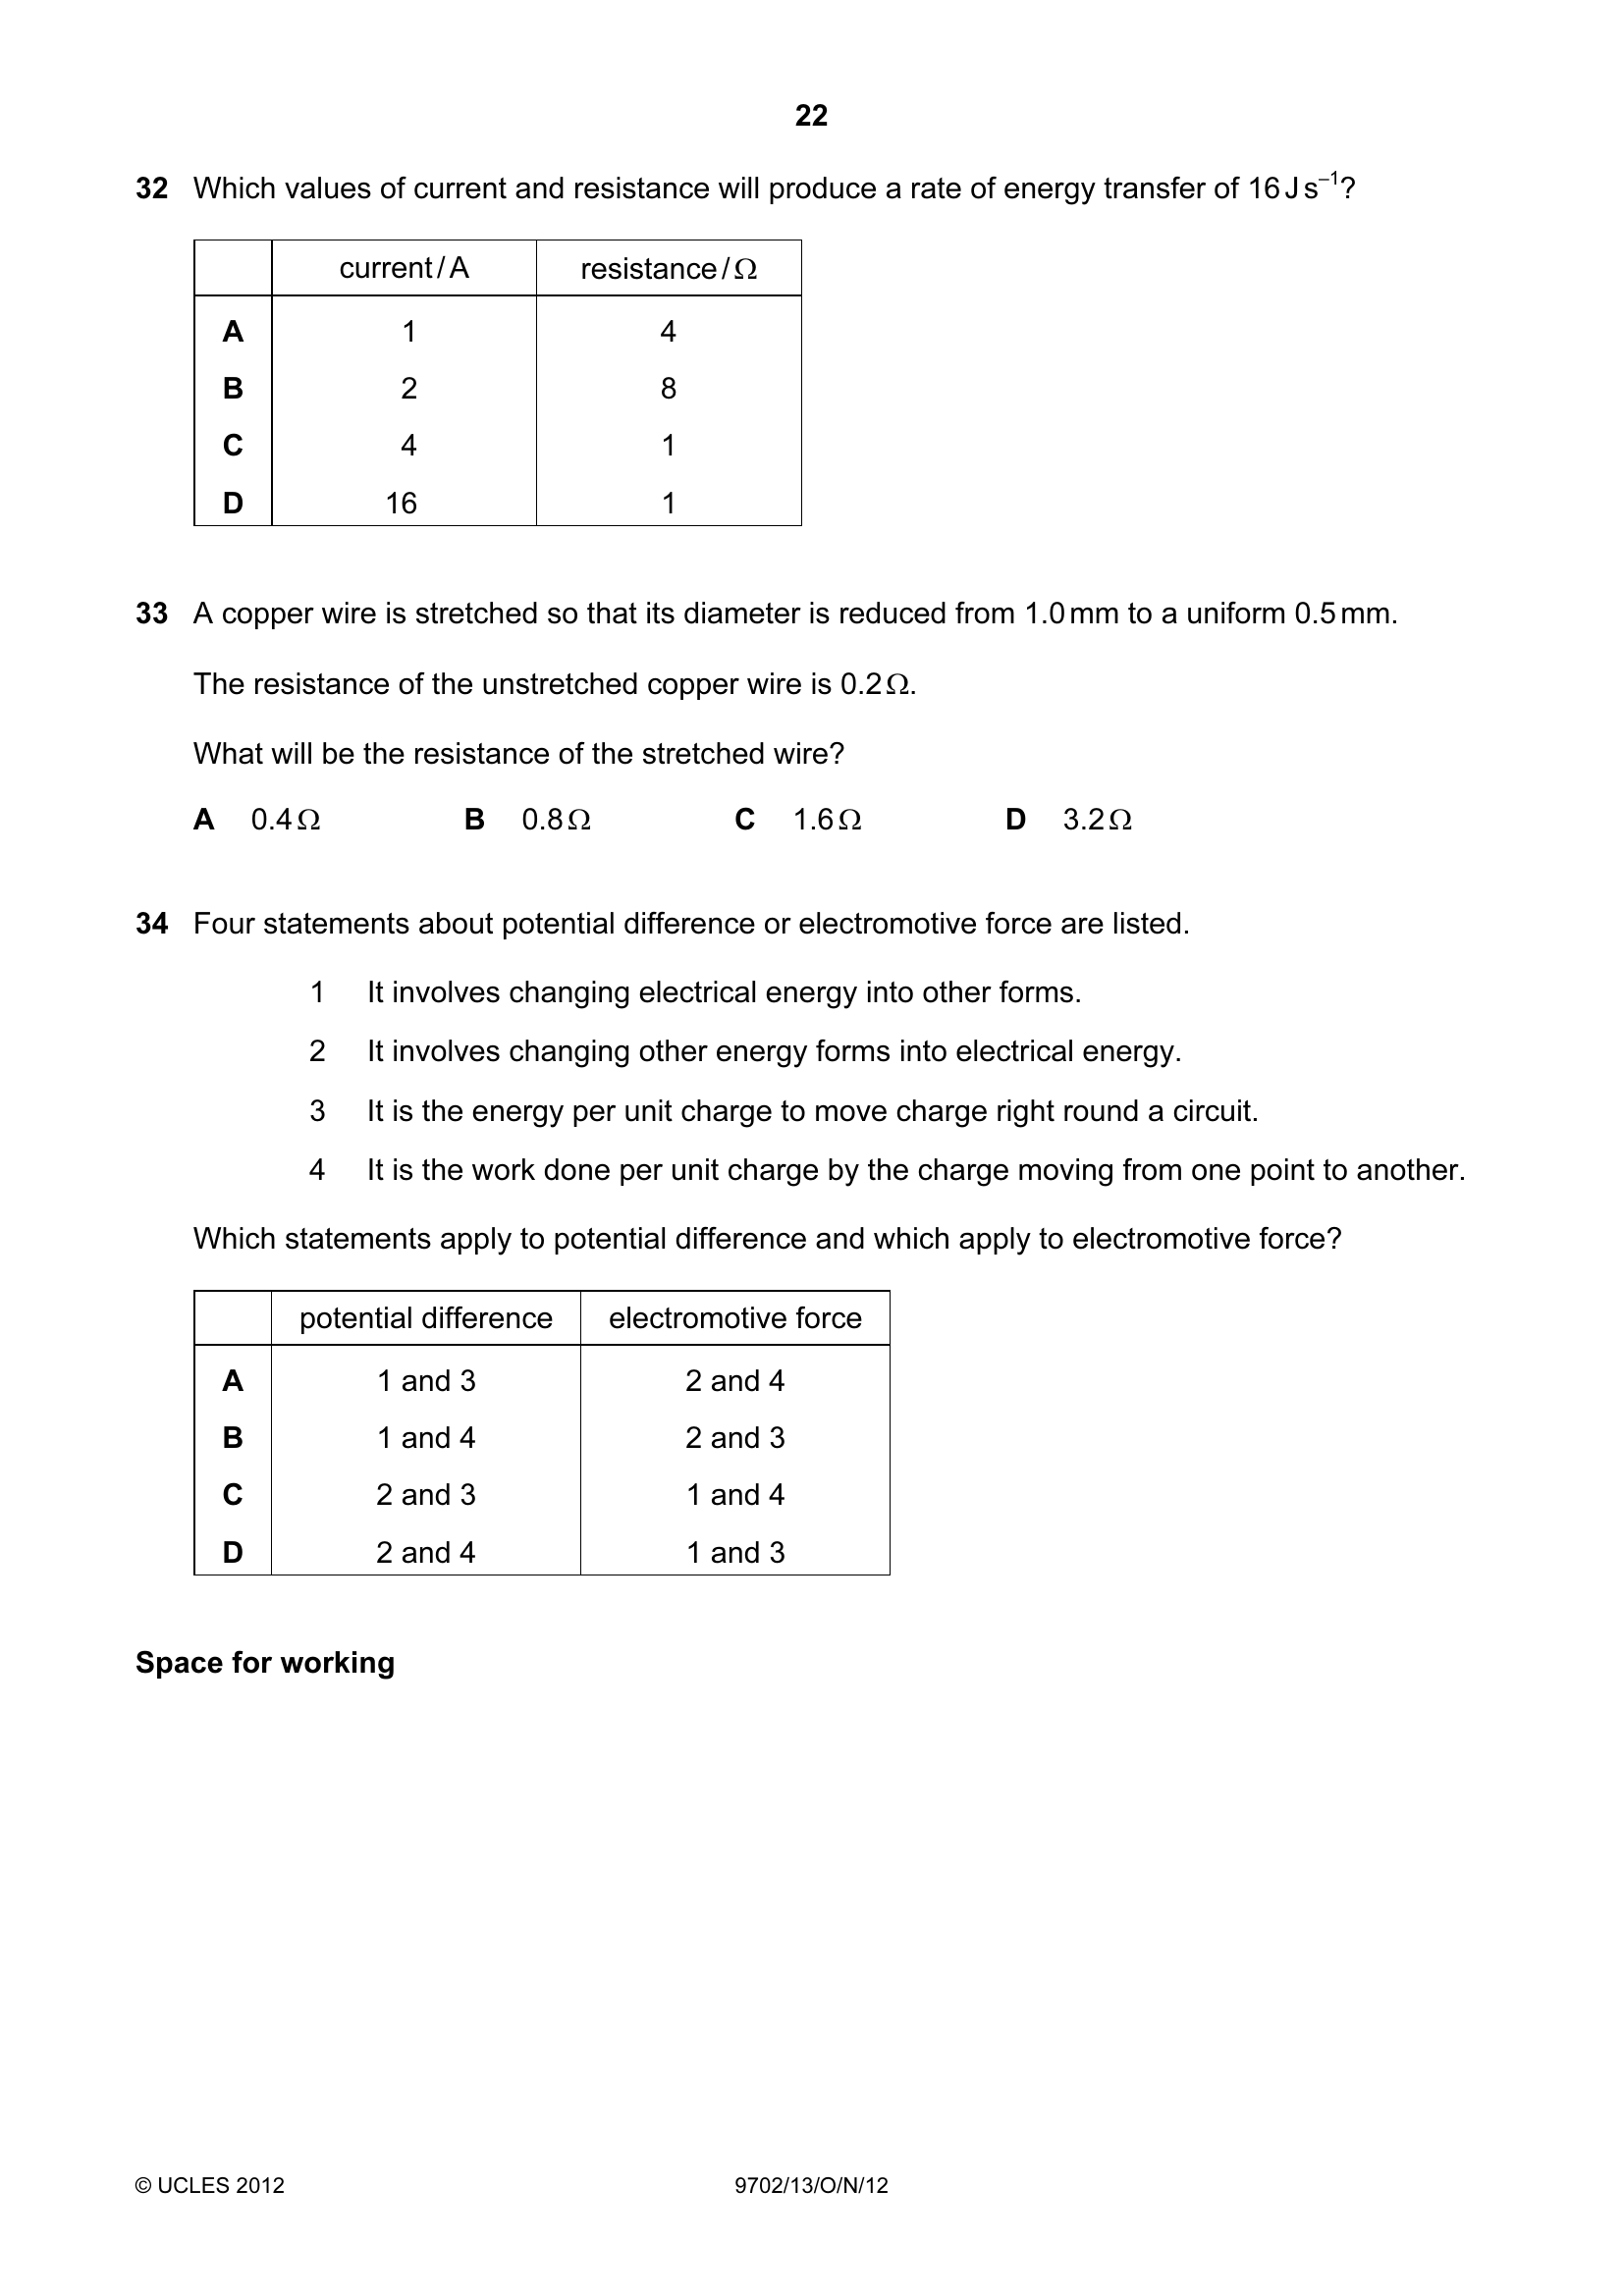 22
32 Which values of current and resistance will produce a rate of energy transfer of 16 J s⁻¹?
current / A resistance / Ω
A 1 4
B 2 8
C 4 1
D 16 1
33 A copper wire is stretched so that its diameter is reduced from 1.0 mm to a uniform 0.5 mm.
The resistance of the unstretched copper wire is 0.2 Ω.
What will be the resistance of the stretched wire?
A 0.4 Ω B 0.8 Ω C 1.6 Ω D 3.2 Ω
34 Four statements about potential difference or electromotive force are listed.
1 It involves changing electrical energy into other forms.
2 It involves changing other energy forms into electrical energy.
3 It is the energy per unit charge to move charge right round a circuit.
4 It is the work done per unit charge by the charge moving from one point to another.
Which statements apply to potential difference and which apply to electromotive force?
potential difference electromotive force
A 1 and 3 2 and 4
B 1 and 4 2 and 3
C 2 and 3 1 and 4
D 2 and 4 1 and 3
Space for working
© UCLES 2012 9702/13/O/N/12